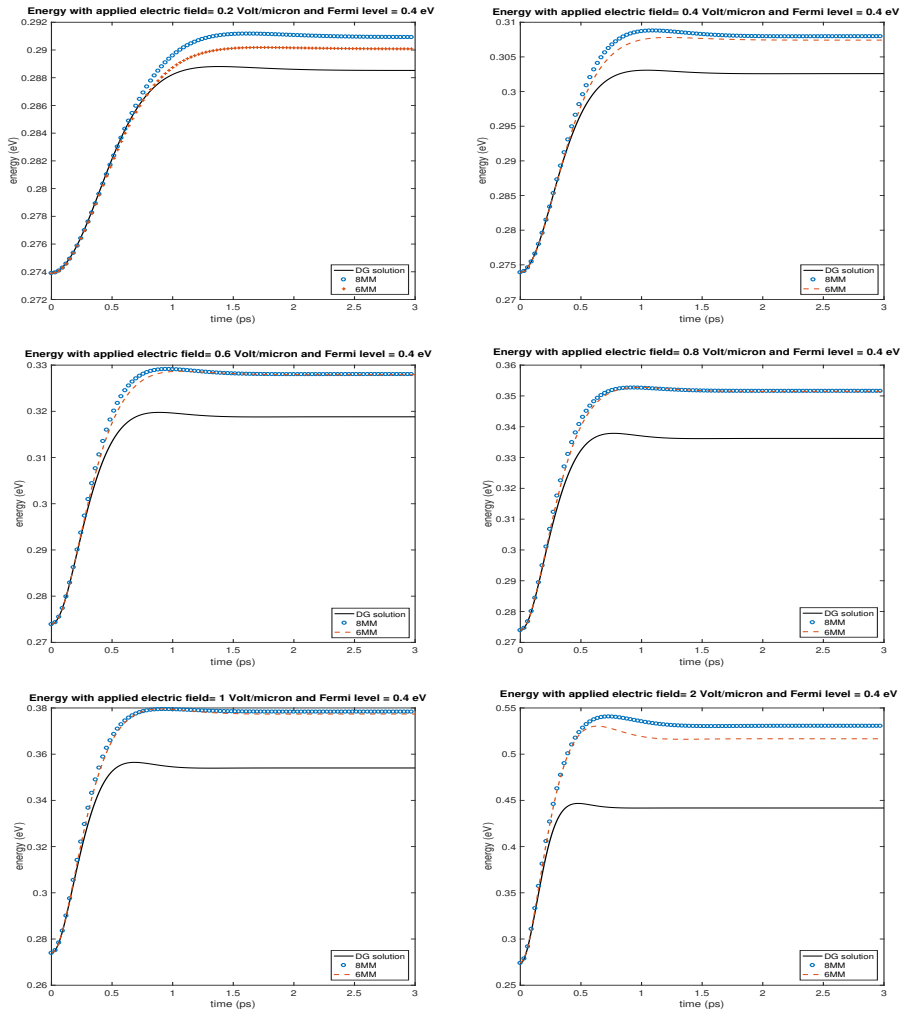 Energy with applied electric field= 0.2 Volt/micron and Fermi level = 0.4 eV
0.292
0.29
0.288
0.286
0.284
0.282
0.28
0.278
0.276
0.274
0.272
energy (eV)
0 0.5 1 1.5 2 2.5 3
time (ps)
DG solution
8MM
6MM
Energy with applied electric field= 0.4 Volt/micron and Fermi level = 0.4 eV
0.31
0.305
0.3
0.295
0.29
0.285
0.28
0.275
0.27
energy (eV)
0 0.5 1 1.5 2 2.5 3
time (ps)
DG solution
8MM
6MM
Energy with applied electric field= 0.6 Volt/micron and Fermi level = 0.4 eV
0.33
0.32
0.31
0.3
0.29
0.28
0.27
energy (eV)
0 0.5 1 1.5 2 2.5 3
time (ps)
DG solution
8MM
6MM
Energy with applied electric field= 0.8 Volt/micron and Fermi level = 0.4 eV
0.36
0.35
0.34
0.33
0.32
0.31
0.3
0.29
0.28
0.27
energy (eV)
0 0.5 1 1.5 2 2.5 3
time (ps)
DG solution
8MM
6MM
Energy with applied electric field= 1 Volt/micron and Fermi level = 0.4 eV
0.38
0.36
0.34
0.32
0.3
0.28
0.26
energy (eV)
0 0.5 1 1.5 2 2.5 3
time (ps)
DG solution
8MM
6MM
Energy with applied electric field= 2 Volt/micron and Fermi level = 0.4 eV
0.55
0.5
0.45
0.4
0.35
0.3
0.25
energy (eV)
0 0.5 1 1.5 2 2.5 3
time (ps)
DG solution
8MM
6MM